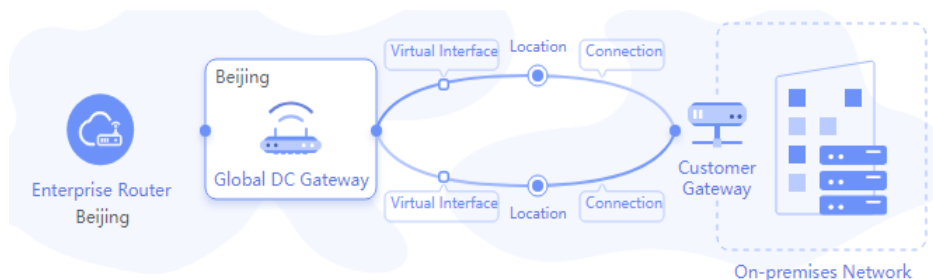 Virtual Interface
Location
Connection
Beijing
Global DC Gateway
Enterprise Router
Beijing
Customer
Gateway
Virtual Interface
Location
Connection
On-premises Network